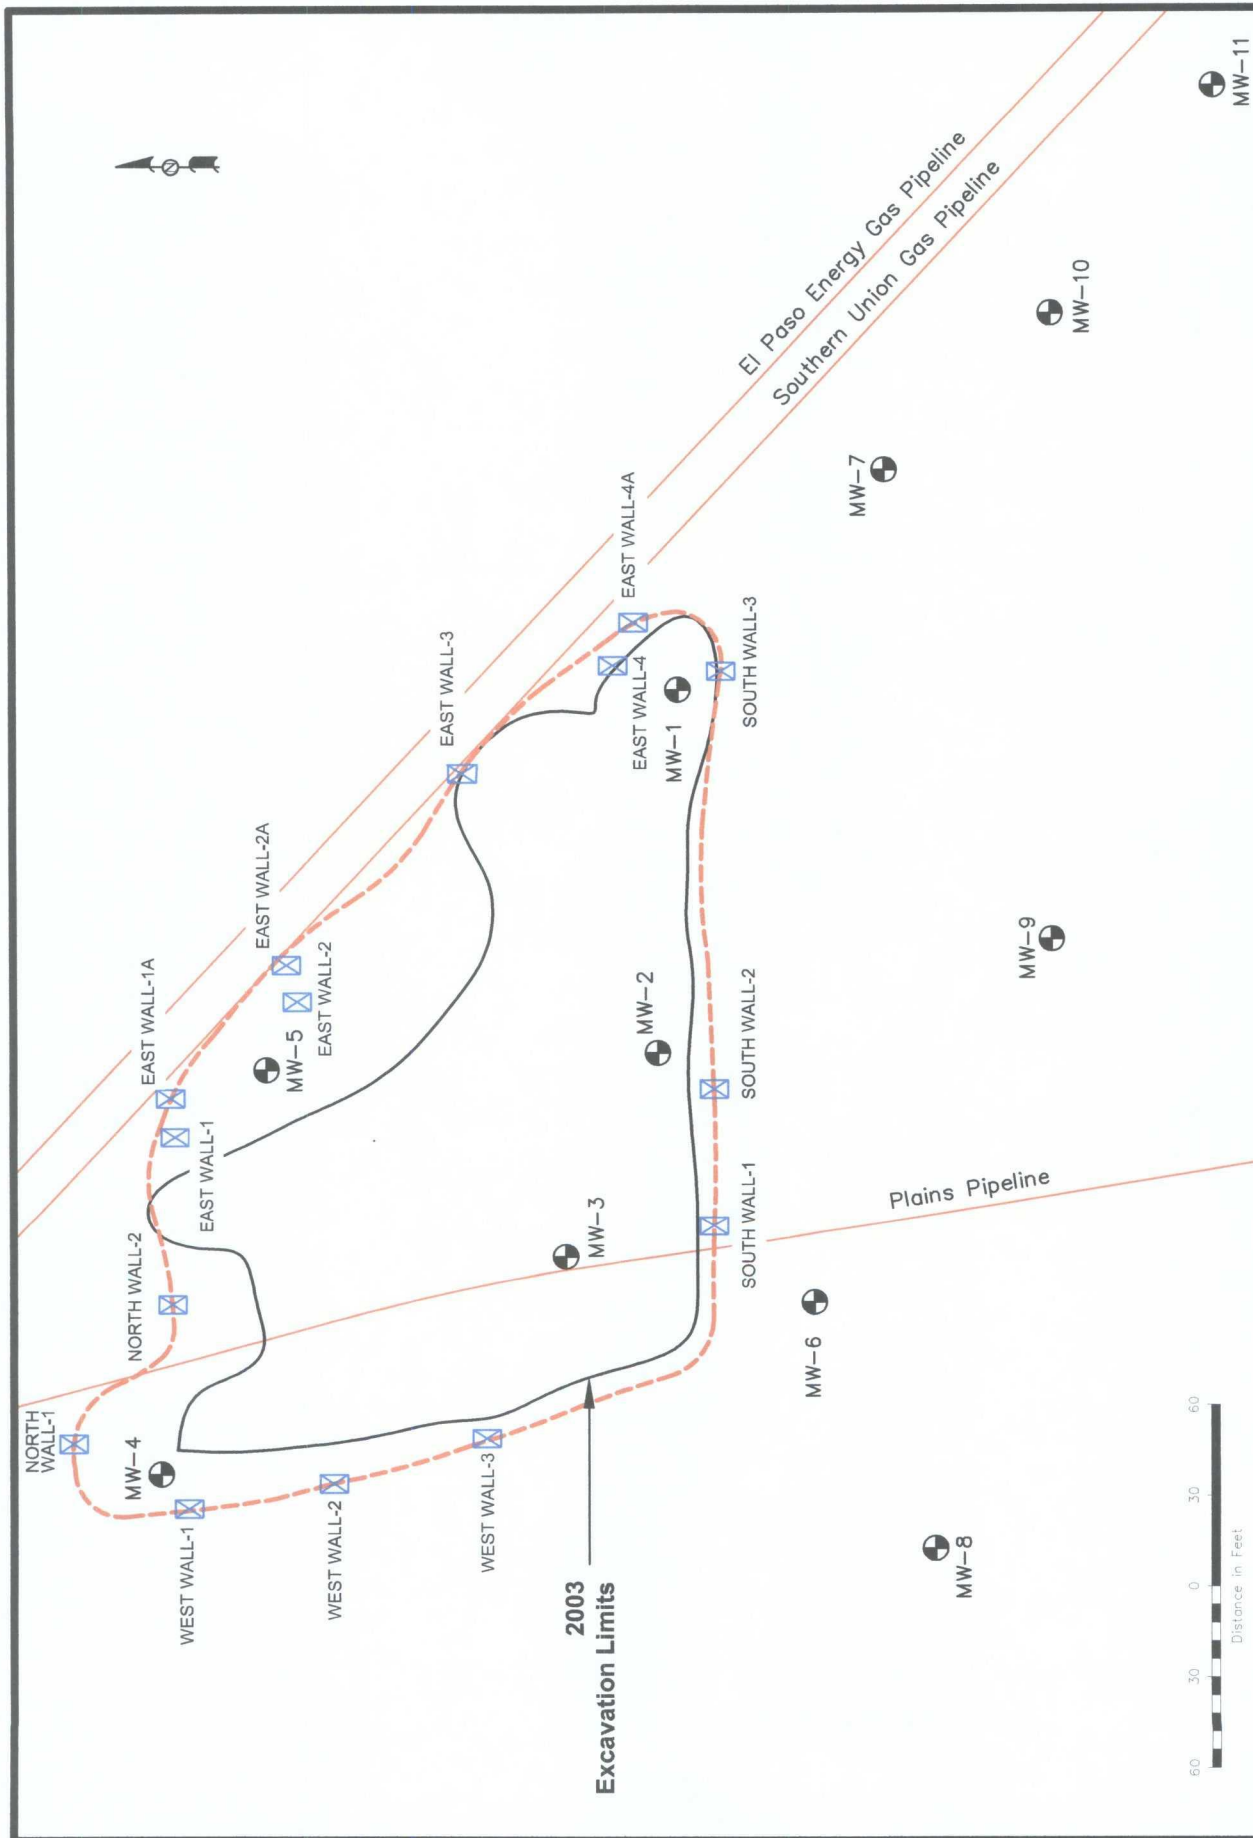 N
NORTH
WALL-1
MW-4
WEST WALL-1
WEST WALL-2
WEST WALL-3
NORTH WALL-2
EAST WALL-1
EAST WALL-1A
MW-5
EAST WALL-2
EAST WALL-2A
EAST WALL-3
EAST WALL-4
EAST WALL-4A
MW-1
MW-2
MW-3
SOUTH WALL-1
SOUTH WALL-2
SOUTH WALL-3
El Paso Energy Gas Pipeline
Southern Union Gas Pipeline
Plains Pipeline
2003
Excavation Limits
MW-6
MW-7
MW-8
MW-9
MW-10
MW-11
60 30 0 30 60
Distance in Feet